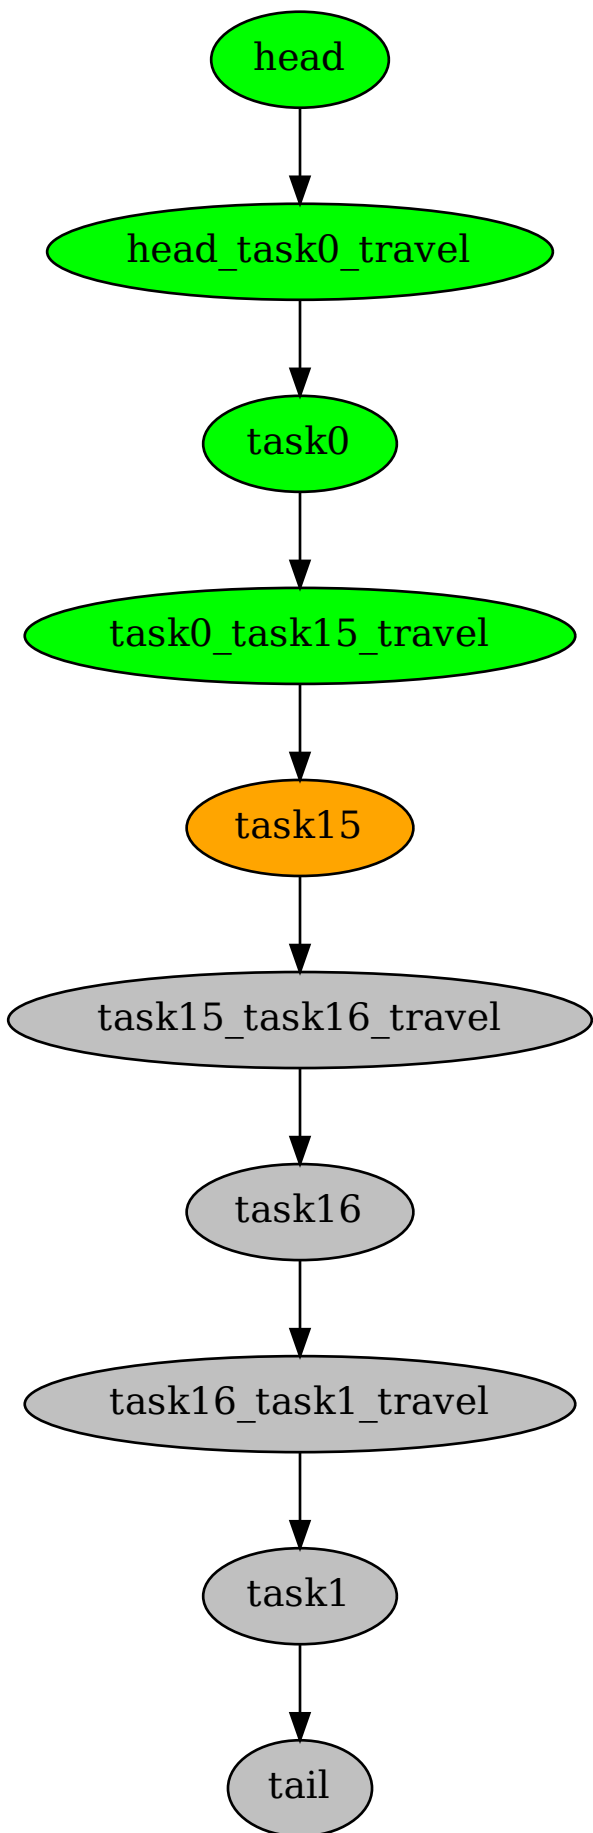 head
head_task0_travel
task0
task0_task15_travel
task15
task15_task16_travel
task16
task16_task1_travel
task1
tail